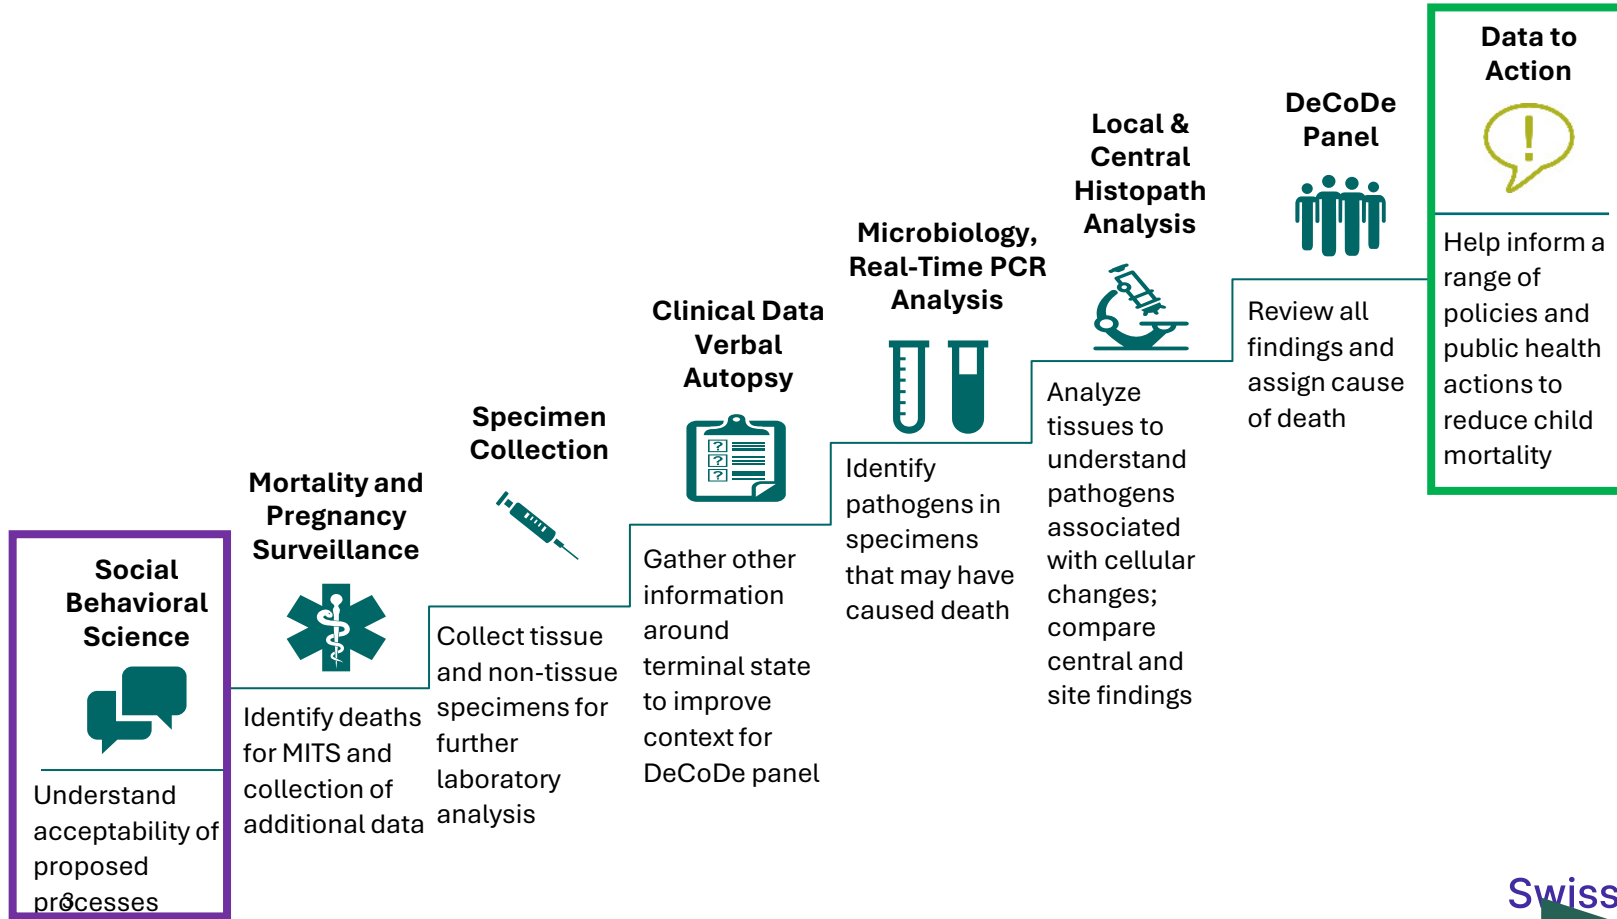 Social
Behavioral
Science
Understand
acceptability of
proposed
processes
3
Mortality and
Pregnancy
Surveillance
Identify deaths
for MITS and
collection of
additional data
Specimen
Collection
Collect tissue
and non-tissue
specimens for
further
laboratory
analysis
Clinical Data
Verbal
Autopsy
?
?
?
Gather other
information
around
terminal state
to improve
context for
DeCoDe panel
Microbiology,
Real-Time PCR
Analysis
Identify
pathogens in
specimens
that may have
caused death
Local &
Central
Histopath
Analysis
Analyze
tissues to
understand
pathogens
associated
with cellular
changes;
compare
central and
site findings
DeCoDe
Panel
Review all
findings and
assign cause
of death
Data to
Action
!
Help inform a
range of
policies and
public health
actions to
reduce child
mortality
Swiss